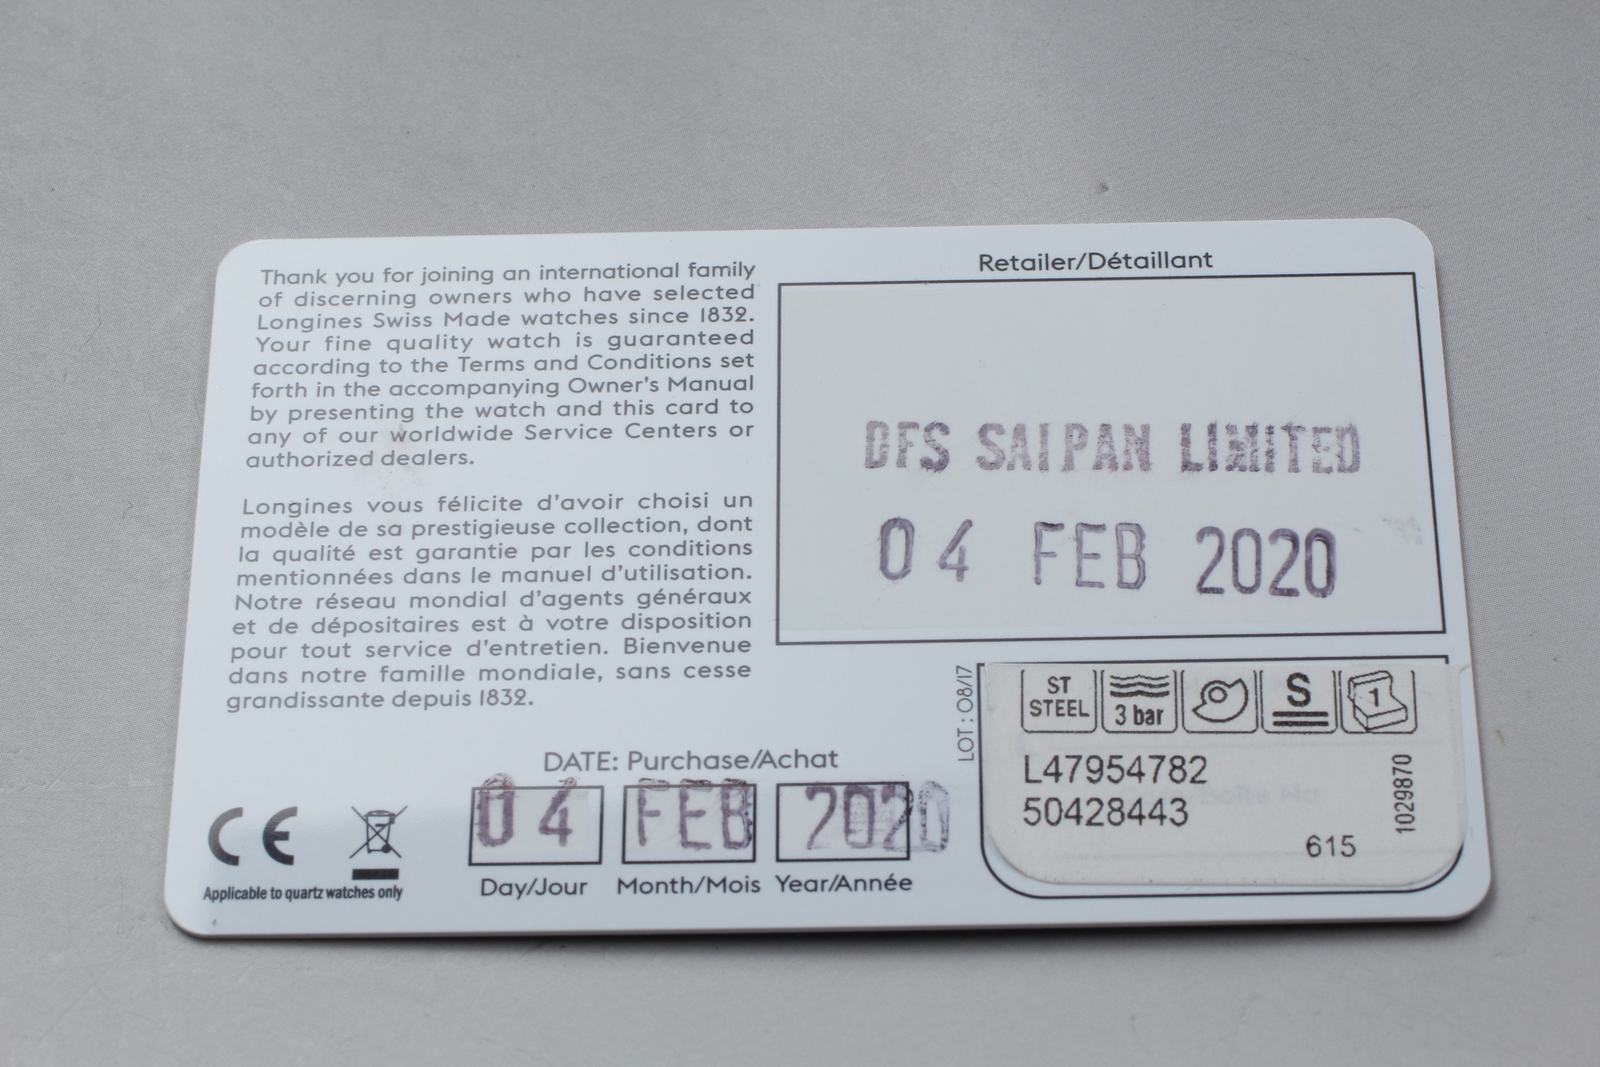 Thank you for joining an international family
of discerning owners who have selected
Longines Swiss Made watches since 1832.
Your fine quality watch is guaranteed
according to the Terms and Conditions set
forth in the accompanying Owner's Manual
by presenting the watch and this card to
any of our worldwide Service Centers or
authorized dealers.
Longines vous félicite d'avoir choisi un
modèle de sa prestigieuse collection, dont
la qualité est garantie par les conditions
mentionnées dans le manuel d'utilisation.
Notre réseau mondial d'agents généraux
et de dépositaires est à votre disposition
pour tout service d'entretien. Bienvenue
dans notre famille mondiale, sans cesse
grandissante depuis 1832.
Retailer/Détaillant
DFS SAIPAN LIMITED
04 FEB 2020
DATE: Purchase/Achat
04 FEB 2020
Day/Jour Month/Mois Year/Année
CE
Applicable to quartz watches only
LOT : 08/17
ST
STEEL
3 bar
S
1
L47954782
50428443
615
1029870